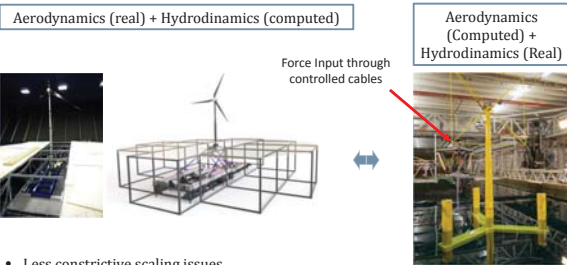 Aerodynamics (real) + Hydrodinamics (computed)
Aerodynamics
(Computed) +
Hydrodinamics (Real)
Force Input through
controlled cables
• Less constrictive scaling issues